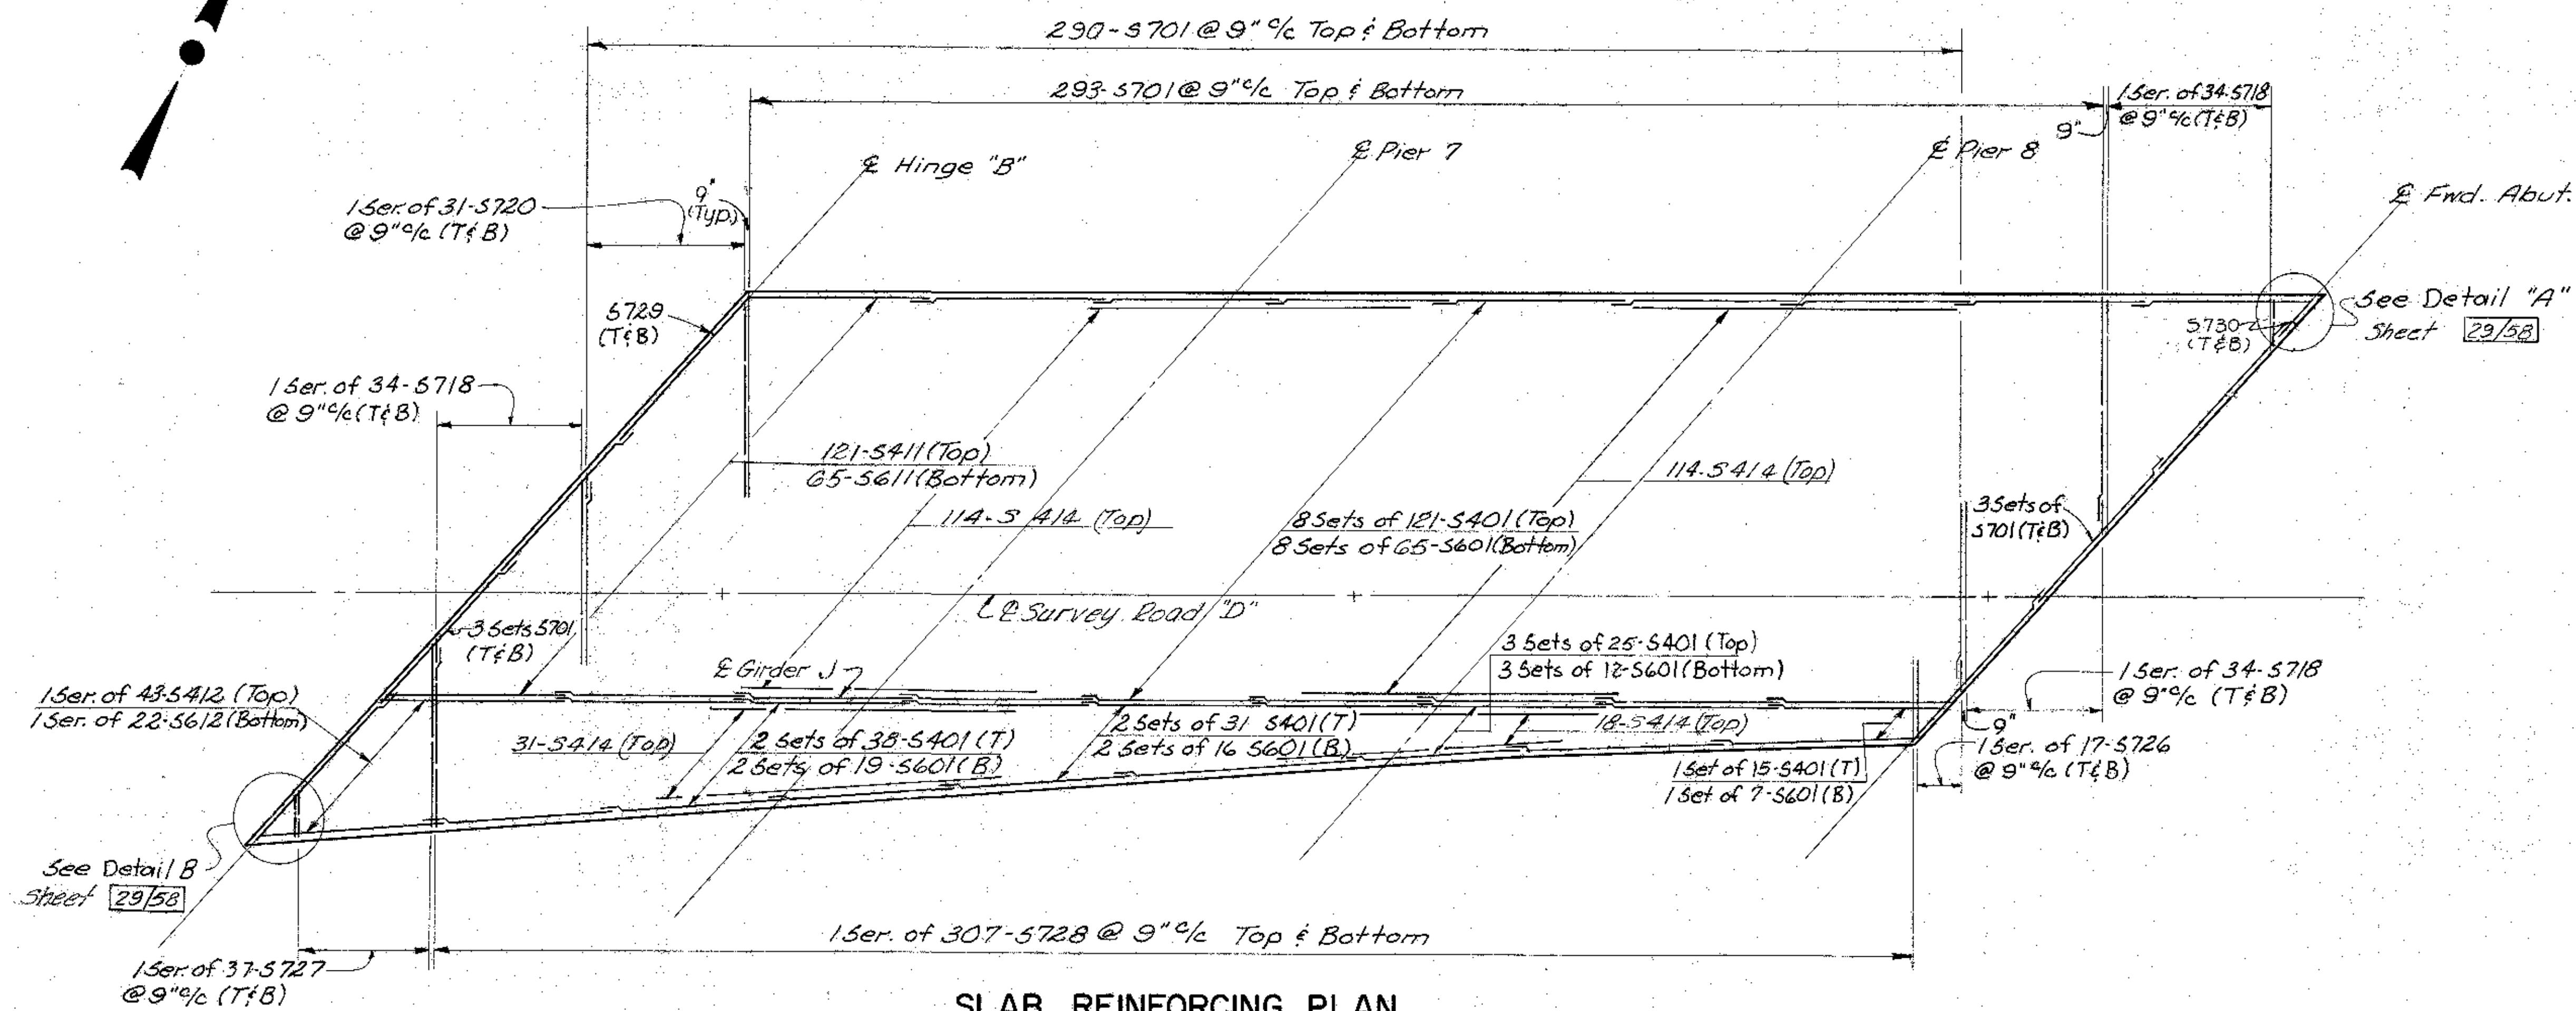 290-S701 @ 9" c/c Top & Bottom
293-S701 @ 9" c/c Top & Bottom
1 Ser. of 34-S718
@ 9" c/c (T&B)
9"
℄ Hinge "B"
℄ Pier 7
℄ Pier 8
℄ Fwd. Abut.
1 Ser. of 31-S720
@ 9" c/c (T&B)
9"
(Typ.)
S729
(T&B)
S730
(T&B)
See Detail "A"
Sheet 29/58
1 Ser. of 34-S718
@ 9" c/c (T&B)
121-S411 (Top)
65-S611 (Bottom)
114-S414 (Top)
114-S414 (Top)
8 Sets of 121-S401 (Top)
8 Sets of 65-S601 (Bottom)
3 Sets of
S701 (T&B)
℄ Survey Road "D"
3 Sets S701
(T&B)
℄ Girder J
3 Sets of 25-S401 (Top)
3 Sets of 12-S601 (Bottom)
1 Ser. of 34-S718
@ 9" c/c (T&B)
1 Ser. of 43-S412 (Top)
1 Ser. of 22-S612 (Bottom)
31-S414 (Top)
2 Sets of 38-S401 (T)
2 Sets of 19-S601 (B)
2 Sets of 31 S401 (T)
2 Sets of 16 S601 (B)
18-S414 (Top)
9"
1 Ser. of 17-S726
@ 9" c/c (T&B)
1 Set of 15-S401 (T)
1 Set of 7-S601 (B)
See Detail B
Sheet 29/58
1 Ser. of 307-S728 @ 9" c/c Top & Bottom
1 Ser. of 37-S727
@ 9" c/c (T&B)
SLAB REINFORCING PLAN